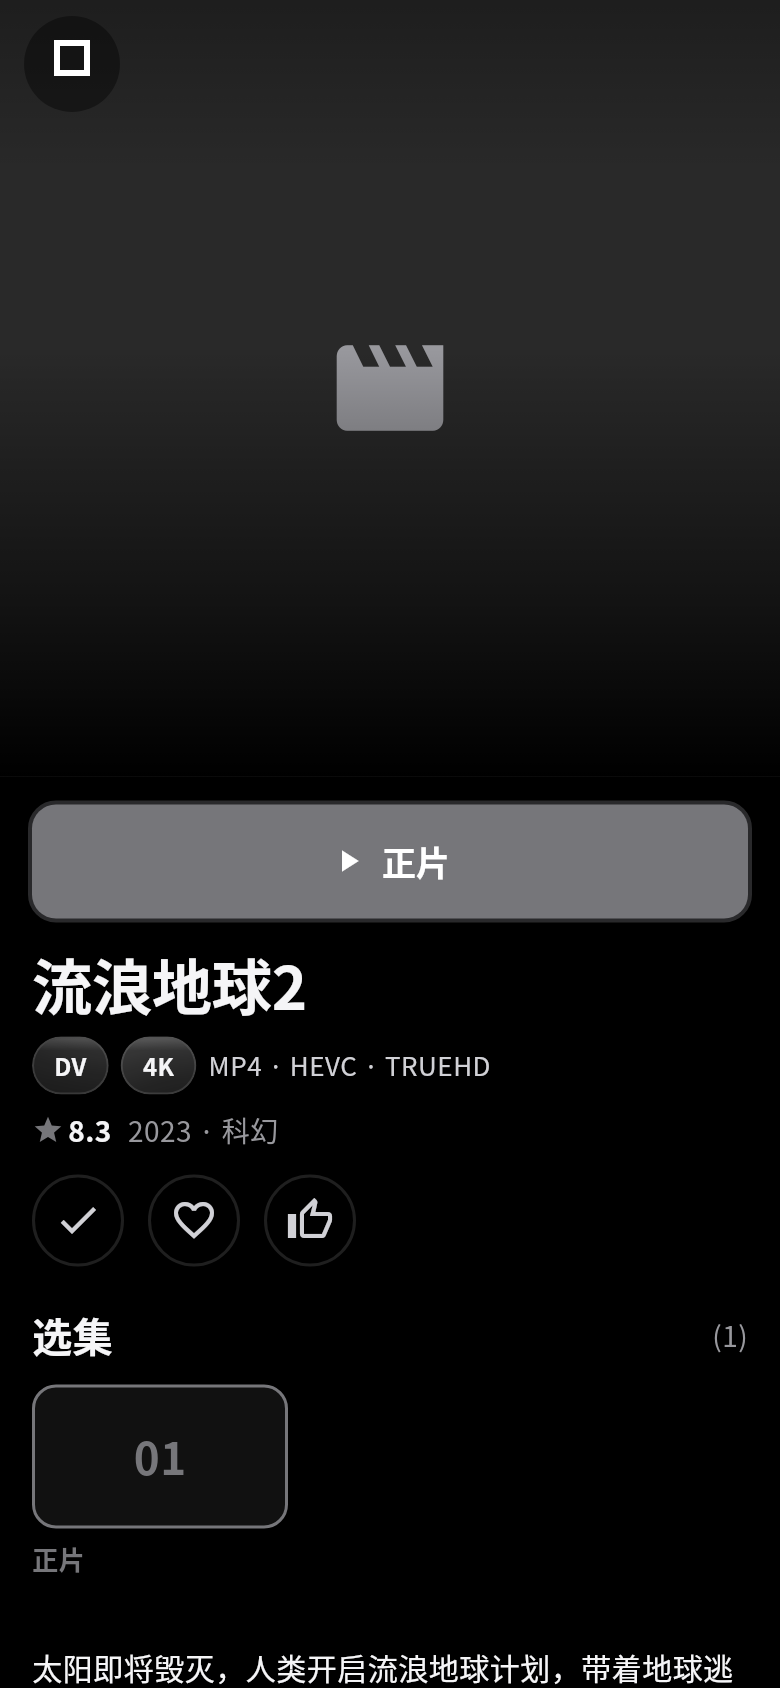 正片
流浪地球2
DV 4K MP4 · HEVC · TRUEHD
8.3 2023 · 科幻
选集 (1)
01
正片
太阳即将毁灭，人类开启流浪地球计划，带着地球逃